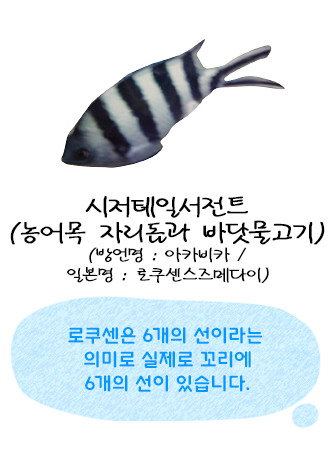 시저테일서전트
(농어목 자리돔과 바닷물고기)
(방언명 : 아카비카 /
일본명 : 로쿠센스즈메다이)
로쿠센은 6개의 선이라는
의미로 실제로 꼬리에
6개의 선이 있습니다.